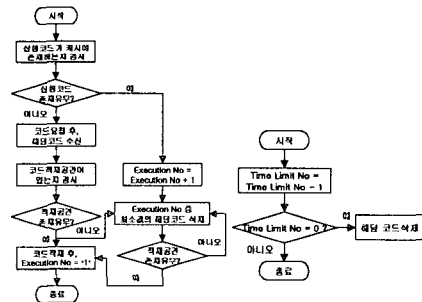 시작
실행코드가 캐시에
존재하는지 검사
실행코드
존재유무?
예
아니오
코드요청 후,
해당코드 수신
코드적재공간이
있는지 검사
적재공간
존재유무?
아니오
예
코드적재 후,
Execution No = -1-
종료
Execution No =
Execution No + 1
Execution No 중
최소값의 해당코드 삭제
아니오
적재공간
존재유무?
예
시작
Time Limit No =
Time Limit No - 1
Time Limit No = 0 ?
예
해당 코드삭제
아니오
종료